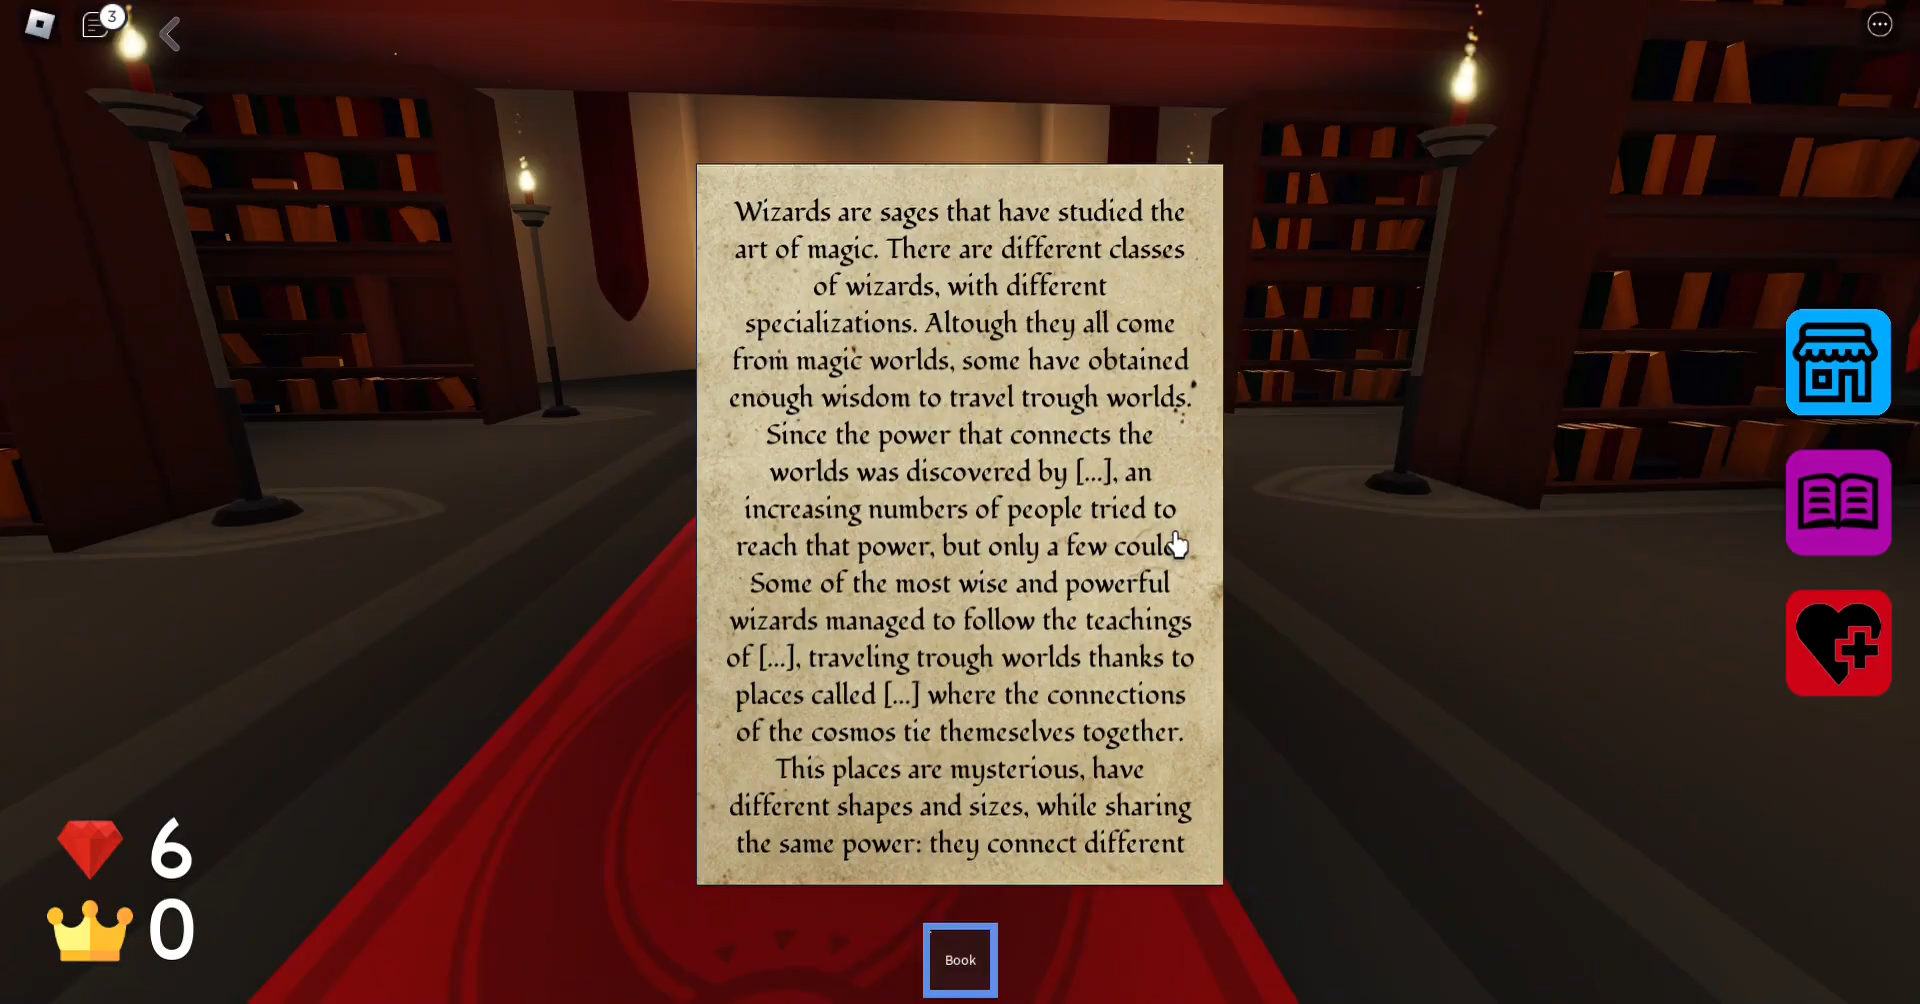 3
Wizards are sages that have studied the
art of magic. There are different classes
of wizards, with different
specializations. Altough they all come
from magic worlds, some have obtained
enough wisdom to travel trough worlds.
Since the power that connects the
worlds was discovered by [...], an
increasing numbers of people tried to
reach that power, but only a few could
Some of the most wise and powerful
wizards managed to follow the teachings
of [...], traveling trough worlds thanks to
places called [...] where the connections
of the cosmos tie themeselves together.
This places are mysterious, have
different shapes and sizes, while sharing
the same power: they connect different
6
0
Book